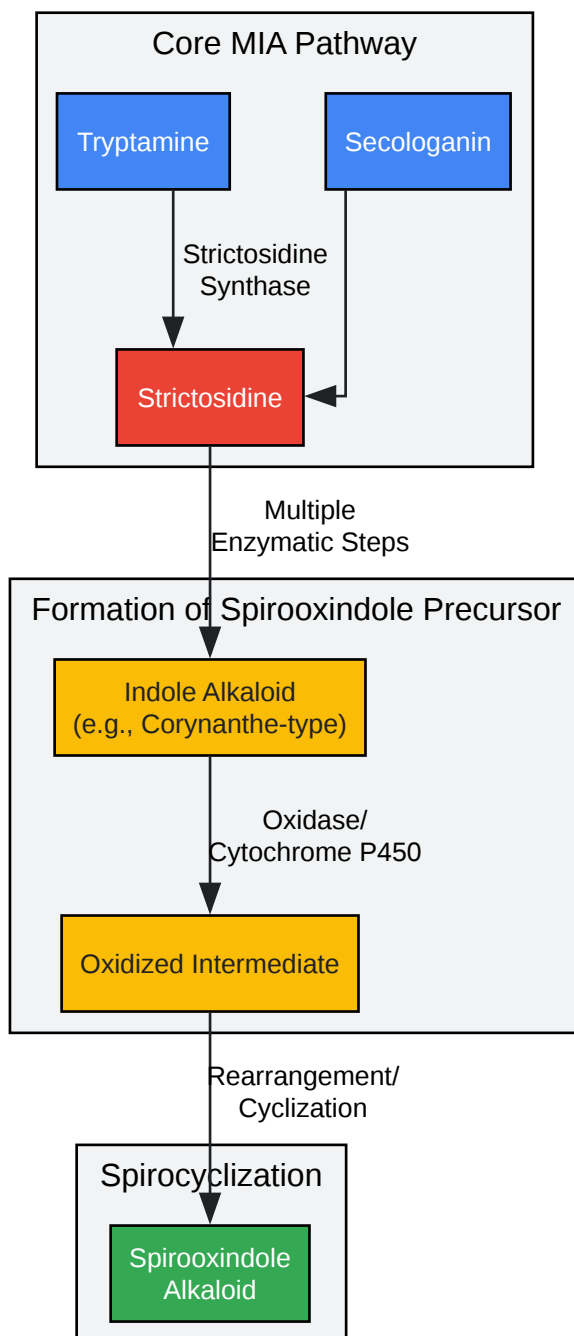 Core MIA Pathway
Tryptamine
Secologanin
Strictosidine
Synthase
Strictosidine
Multiple
Enzymatic Steps
Formation of Spirooxindole Precursor
Indole Alkaloid
(e.g., Corynanthe-type)
Oxidase/
Cytochrome P450
Oxidized Intermediate
Rearrangement/
Cyclization
Spirocyclization
Spirooxindole
Alkaloid